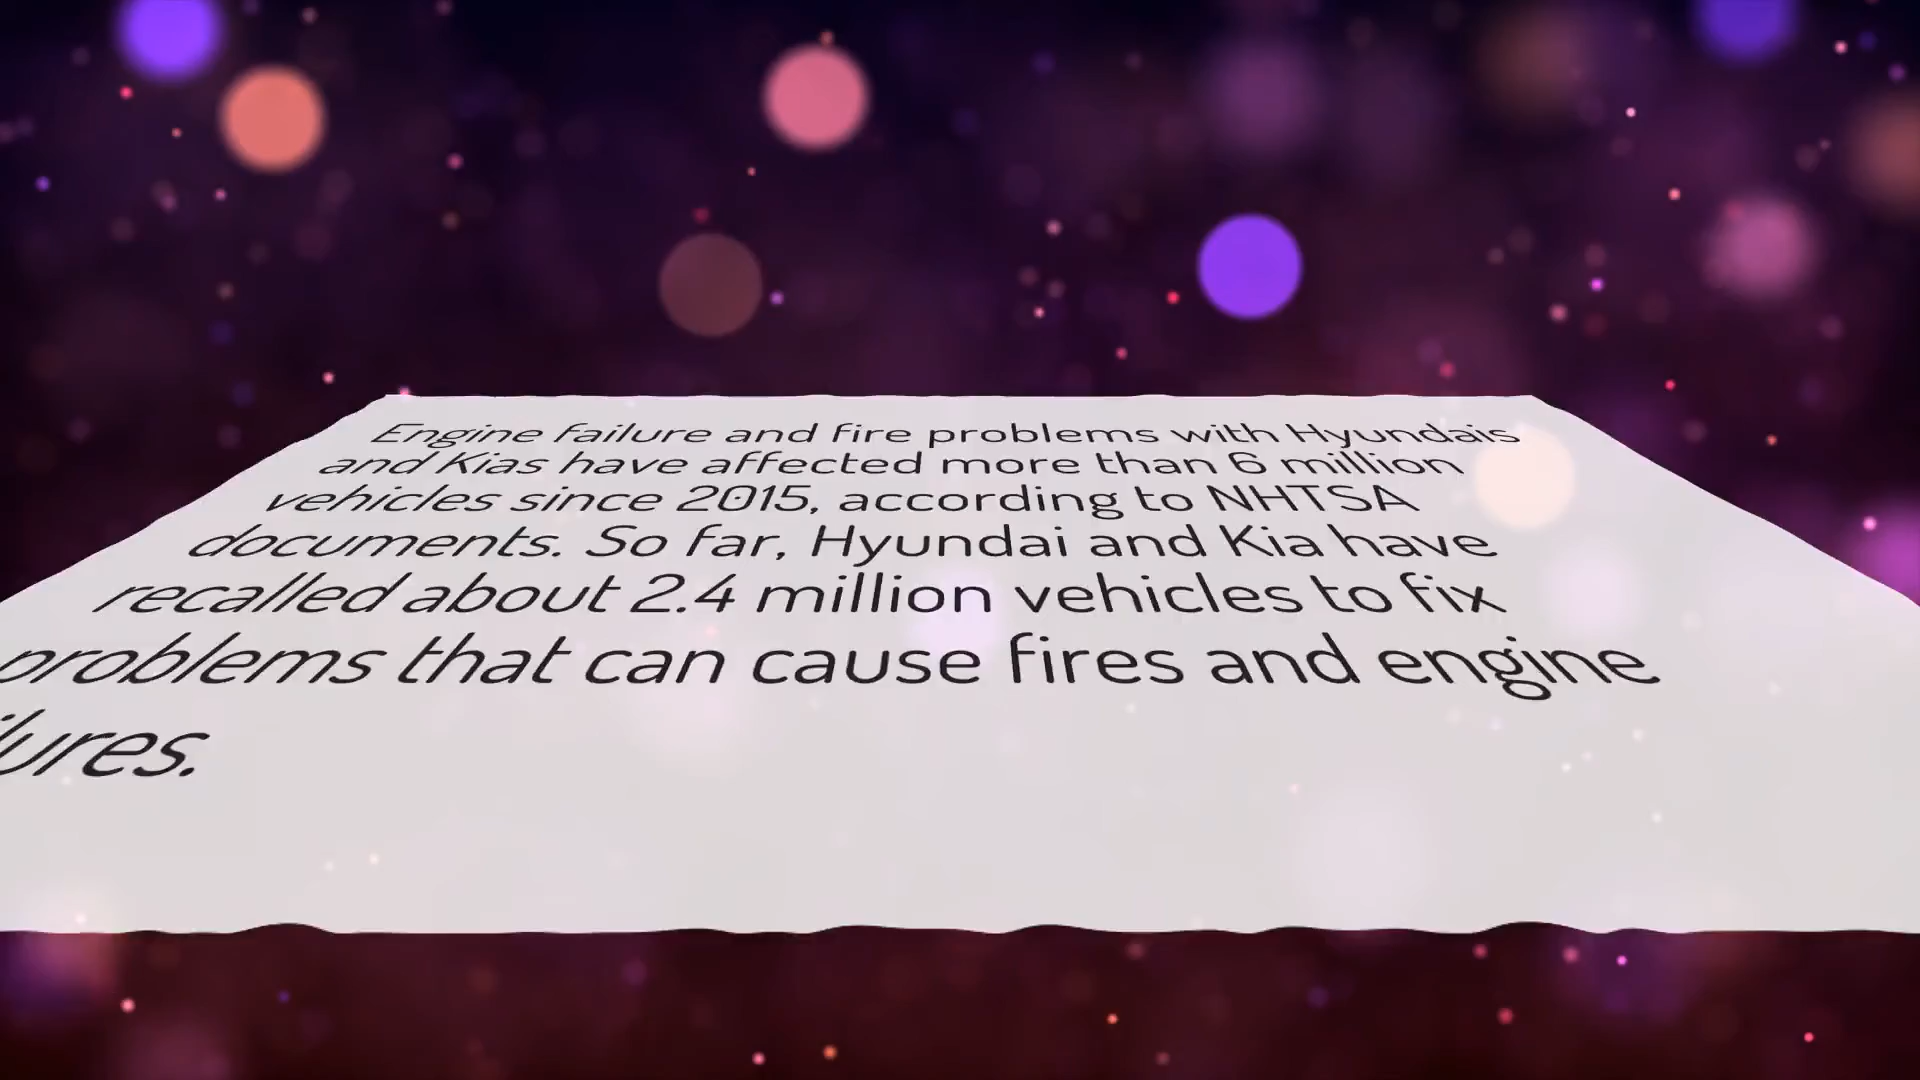 Engine failure and fire problems with Hyundais
and Kias have affected more than 6 million
vehicles since 2015, according to NHTSA
documents. So far, Hyundai and Kia have
recalled about 2.4 million vehicles to fix
problems that can cause fires and engine